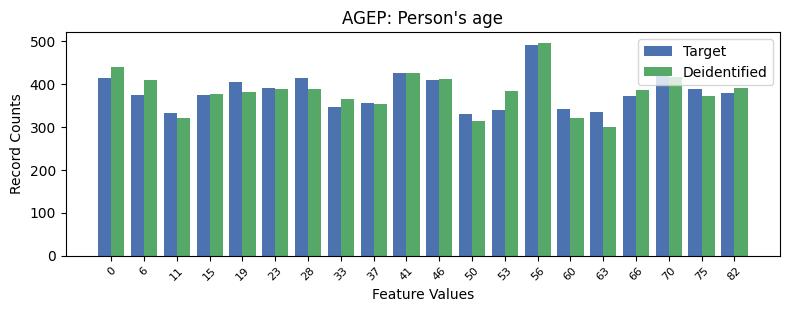 AGEP: Person's age
Record Counts
500
400
300
200
100
0
Target
Deidentified
0 6 11 15 19 23 28 33 37 41 46 50 53 56 60 63 66 70 75 82
Feature Values